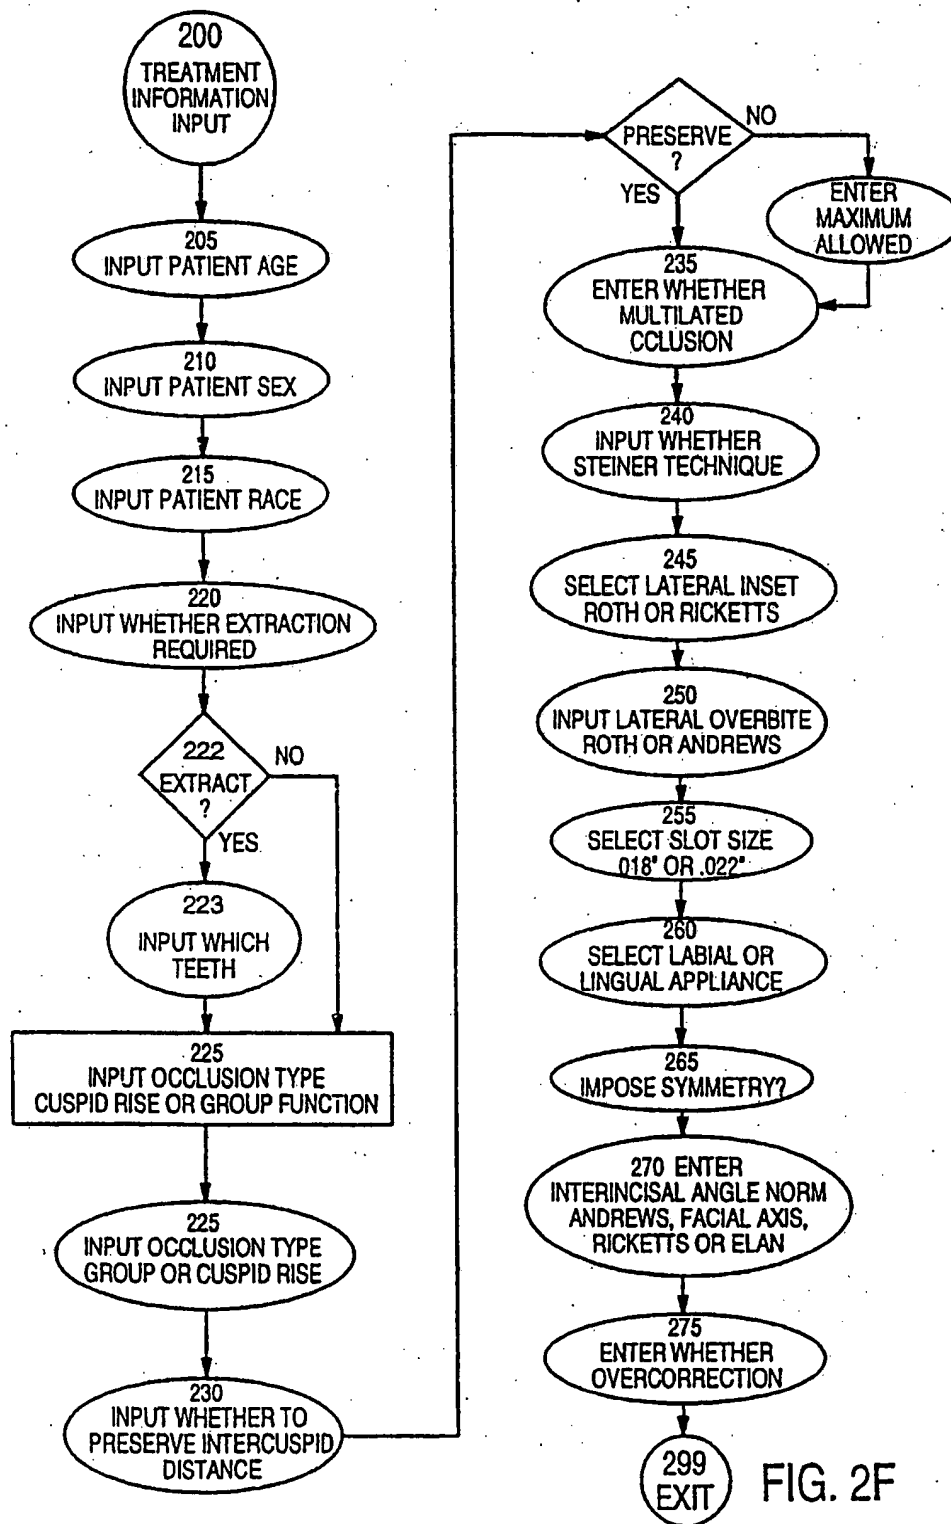 200
TREATMENT
INFORMATION
INPUT
205
INPUT PATIENT AGE
210
INPUT PATIENT SEX
215
INPUT PATIENT RACE
220
INPUT WHETHER EXTRACTION
REQUIRED
222
EXTRACT
?
NO
YES
223
INPUT WHICH
TEETH
225
INPUT OCCLUSION TYPE
CUSPID RISE OR GROUP FUNCTION
225
INPUT OCCLUSION TYPE
GROUP OR CUSPID RISE
230
INPUT WHETHER TO
PRESERVE INTERCUSPID
DISTANCE
PRESERVE
?
NO
YES
ENTER
MAXIMUM
ALLOWED
235
ENTER WHETHER
MULTILATED
CCLUSION
240
INPUT WHETHER
STEINER TECHNIQUE
245
SELECT LATERAL INSET
ROTH OR RICKETTS
250
INPUT LATERAL OVERBITE
ROTH OR ANDREWS
255
SELECT SLOT SIZE
.018" OR .022"
260
SELECT LABIAL OR
LINGUAL APPLIANCE
265
IMPOSE SYMMETRY?
270 ENTER
INTERINCISAL ANGLE NORM
ANDREWS, FACIAL AXIS,
RICKETTS OR ELAN
275
ENTER WHETHER
OVERCORRECTION
299
EXIT
FIG. 2F